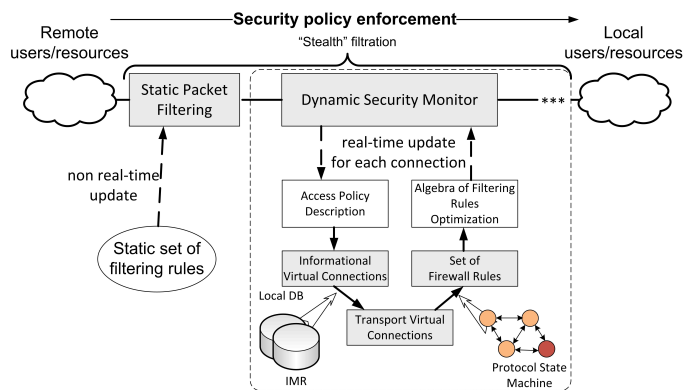 Security policy enforcement
Remote
users/resources
"Stealth" filtration
Local
users/resources
Static Packet
Filtering
Dynamic Security Monitor
***
non real-time
update
real-time update
for each connection
Access Policy
Description
Algebra of Filtering
Rules
Optimization
Static set of
filtering rules
Informational
Virtual Connections
Set of
Firewall Rules
Local DB
Transport Virtual
Connections
IMR
Protocol State
Machine